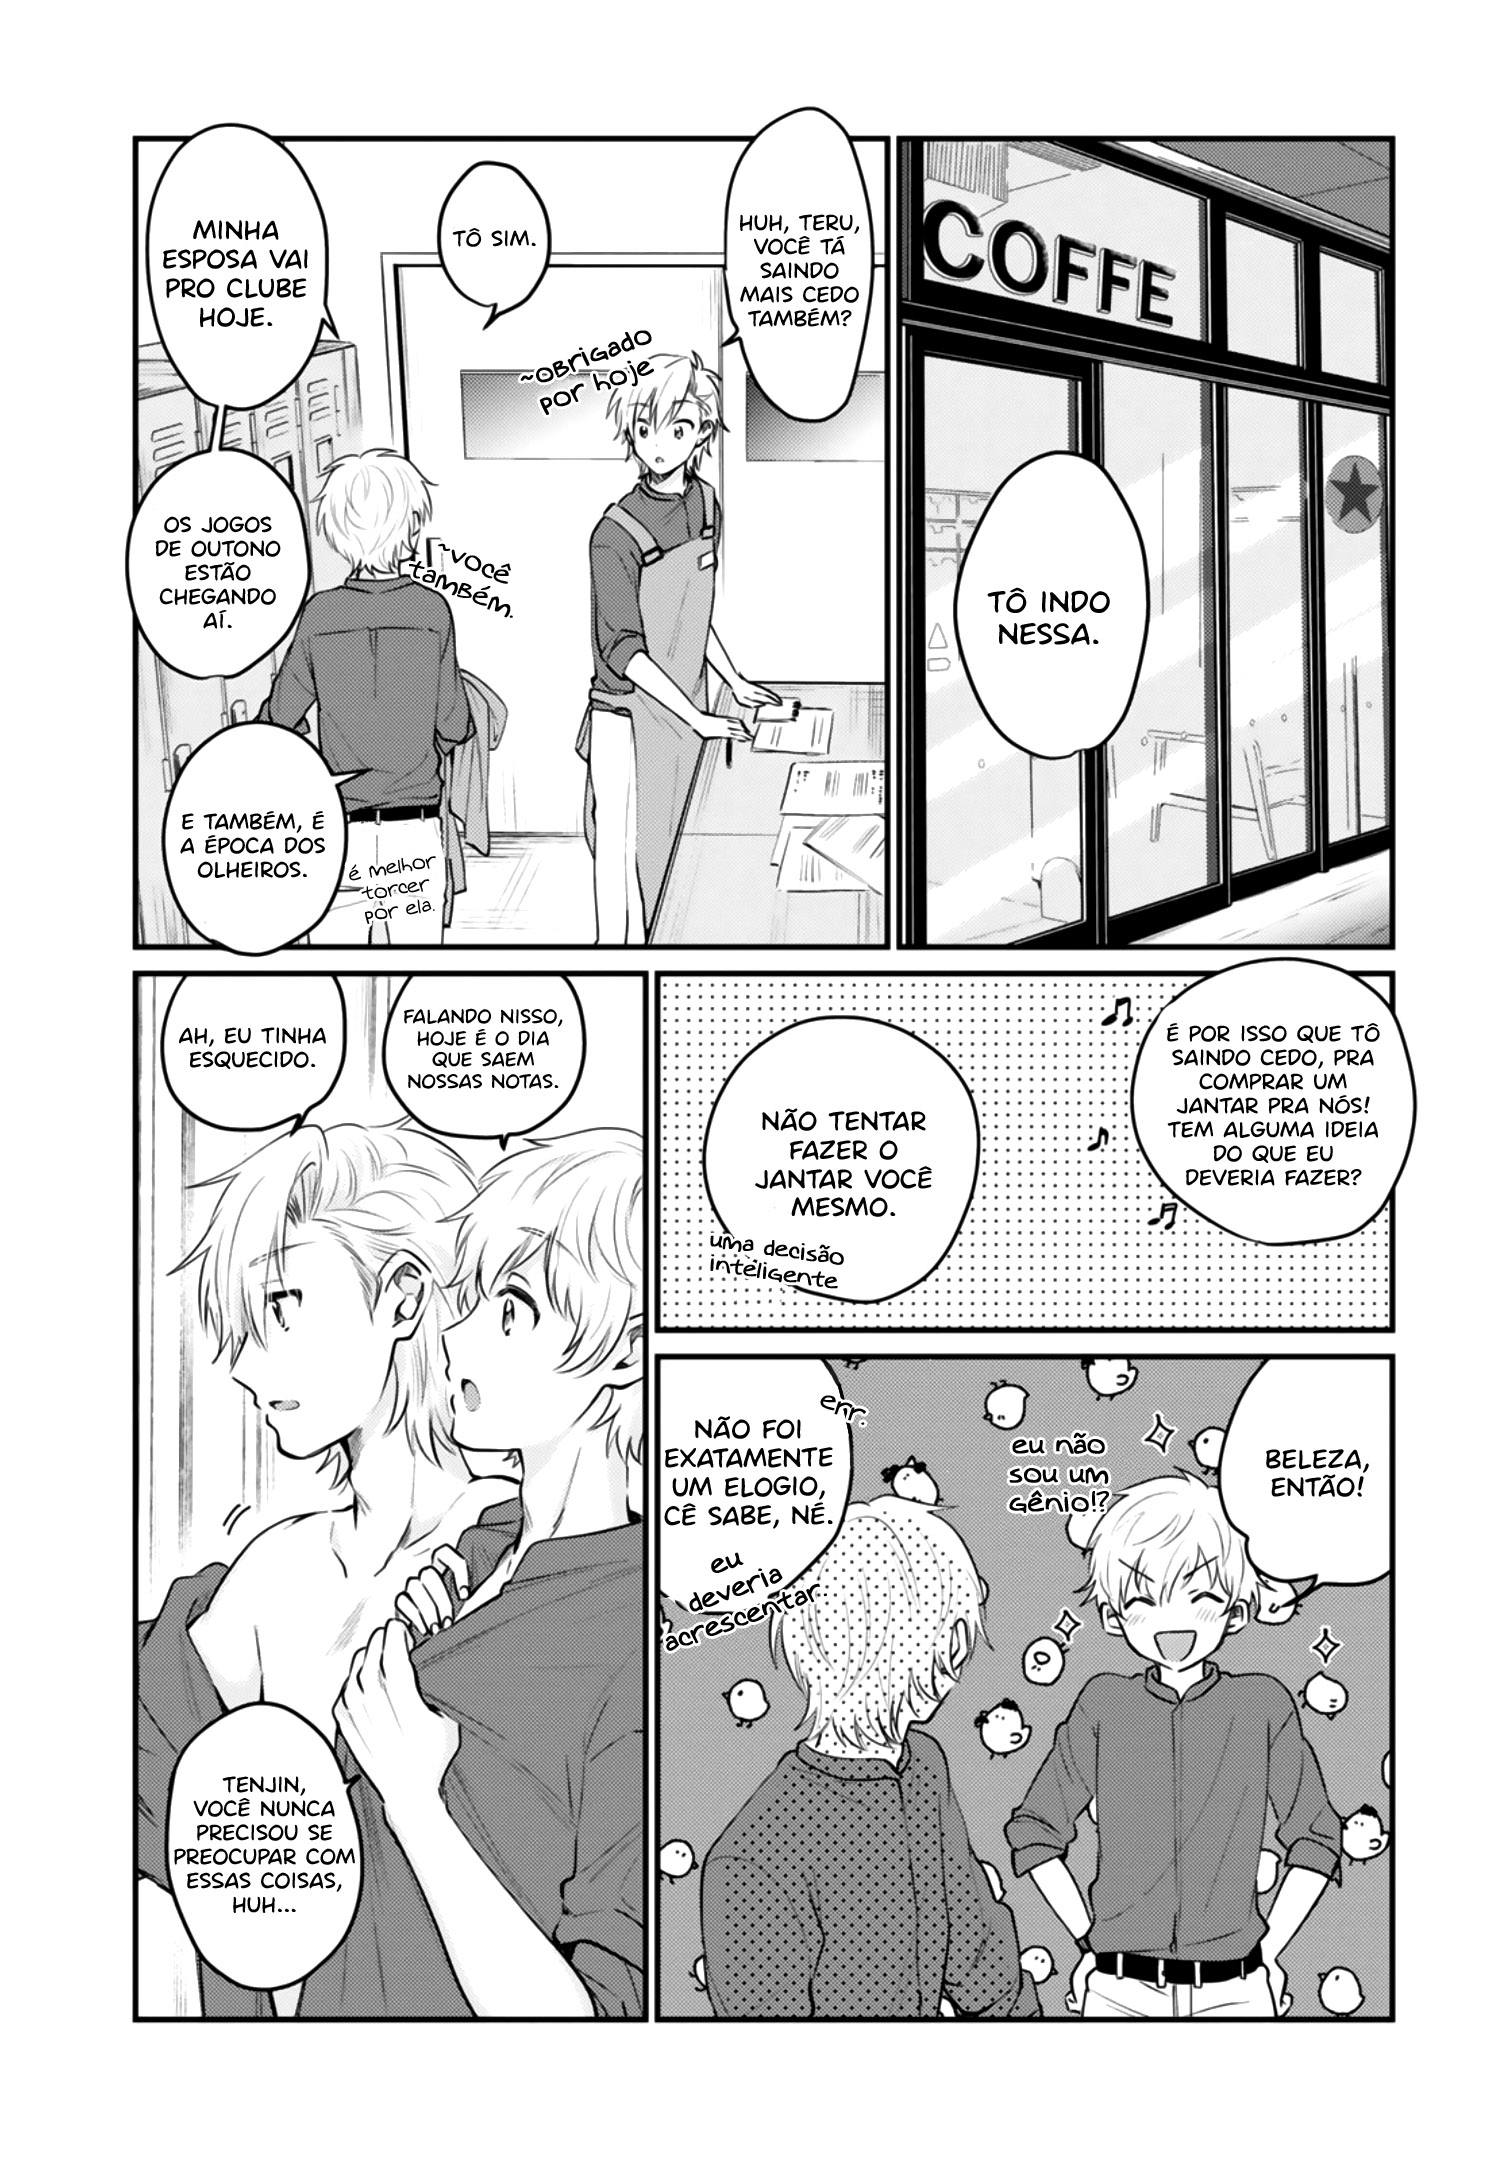 COFFE
TÔ INDO
NESSA.
HUH, TERU,
VOCÊ TÁ
SAINDO
MAIS CEDO
TAMBÉM?
~OBRIGADO
POR HOJE
TÔ SIM.
~VOCÊ
TAMBÉM.
MINHA
ESPOSA VAI
PRO CLUBE
HOJE.
OS JOGOS
DE OUTONO
ESTÃO
CHEGANDO
AÍ.
E TAMBÉM, É
A ÉPOCA DOS
OLHEIROS.
é melhor
torcer
por ela.
É POR ISSO QUE TÔ
SAINDO CEDO, PRA
COMPRAR UM
JANTAR PRA NÓS!
TEM ALGUMA IDEIA
DO QUE EU
DEVERIA FAZER?
NÃO TENTAR
FAZER O
JANTAR VOCÊ
MESMO.
uma decisão
inteligente
BELEZA,
ENTÃO!
eu não
sou um
gênio!?
err.
NÃO FOI
EXATAMENTE
UM ELOGIO,
CÊ SABE, NÉ.
eu
deveria
acrescentar
FALANDO NISSO,
HOJE É O DIA
QUE SAEM
NOSSAS NOTAS.
AH, EU TINHA
ESQUECIDO.
TENJIN,
VOCÊ NUNCA
PRECISOU SE
PREOCUPAR COM
ESSAS COISAS,
HUH...